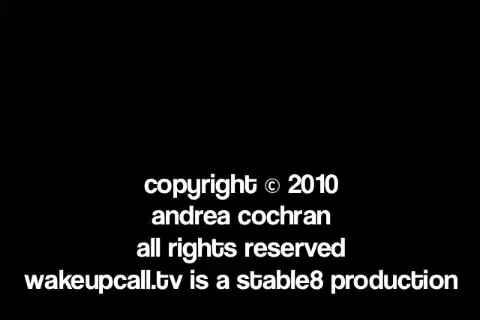 copyright © 2010
andrea cochran
all rights reserved
wakeupcall.tv is a stable8 production